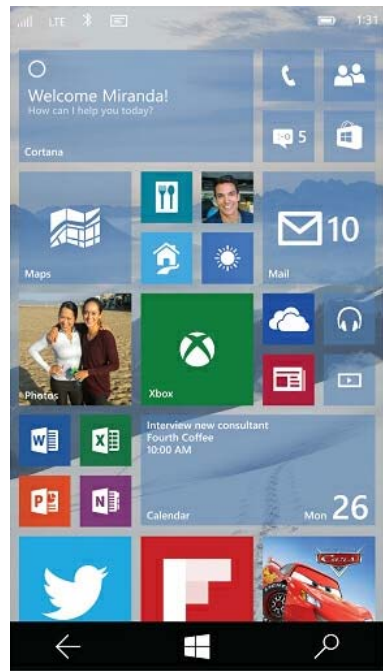 LTE
1:31
Welcome Miranda!
How can I help you today?
Cortana
:-)
5
Maps
10
Mail
Photos
Xbox
W
X
P
N
Interview new consultant
Fourth Coffee
10:00 AM
Calendar
Mon 26
Cars